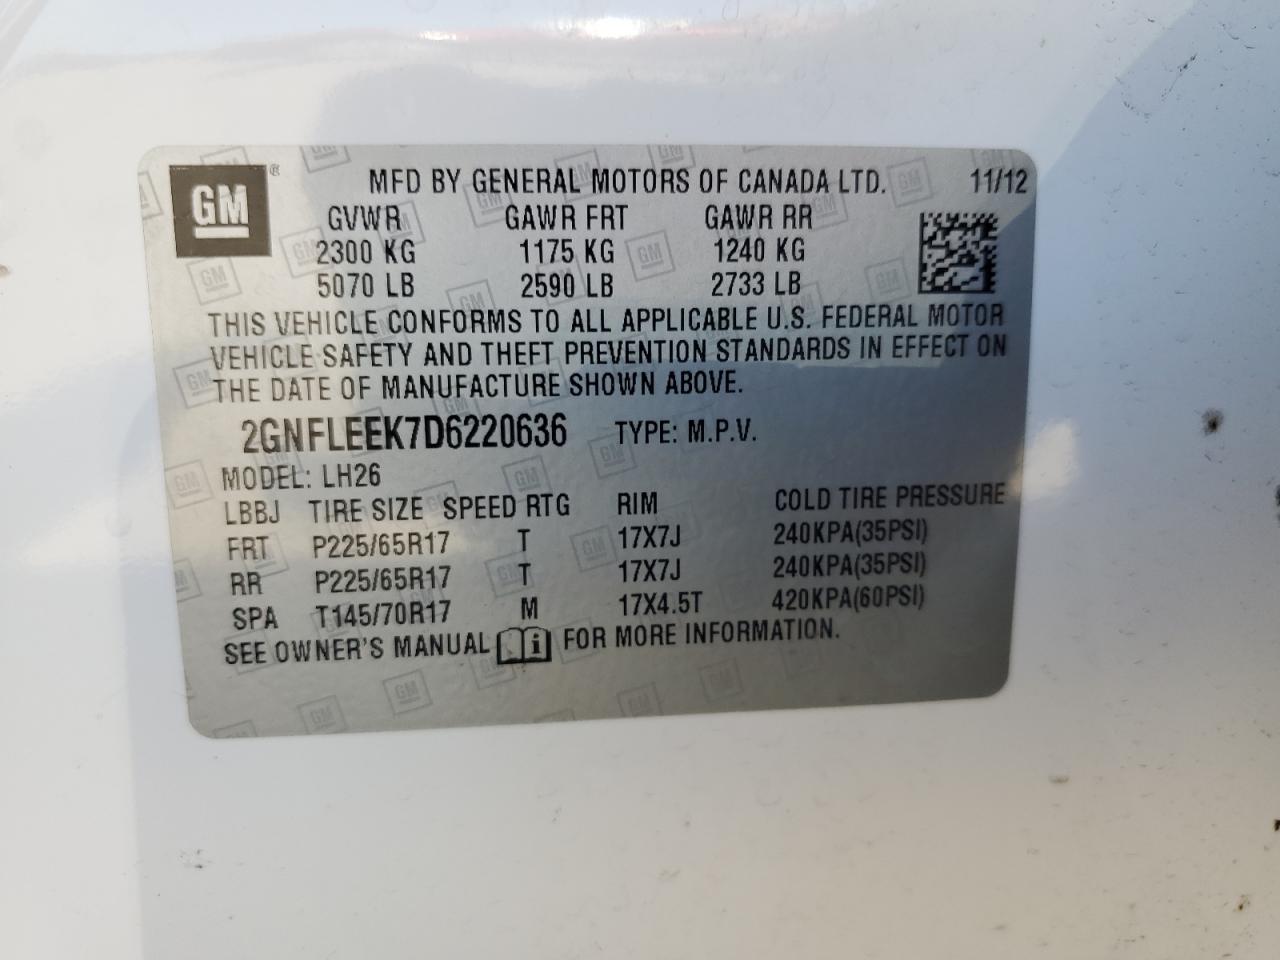 GM ® MFD BY GENERAL MOTORS OF CANADA LTD. 11/12
GVWR GAWR FRT GAWR RR
2300 KG 1175 KG 1240 KG
5070 LB 2590 LB 2733 LB
THIS VEHICLE CONFORMS TO ALL APPLICABLE U.S. FEDERAL MOTOR
VEHICLE SAFETY AND THEFT PREVENTION STANDARDS IN EFFECT ON
THE DATE OF MANUFACTURE SHOWN ABOVE.
2GNFLEEK7D6220636 TYPE: M.P.V.
MODEL: LH26
LBBJ TIRE SIZE SPEED RTG RIM COLD TIRE PRESSURE
FRT P225/65R17 T 17X7J 240KPA(35PSI)
RR P225/65R17 T 17X7J 240KPA(35PSI)
SPA T145/70R17 M 17X4.5T 420KPA(60PSI)
SEE OWNER'S MANUAL i FOR MORE INFORMATION.